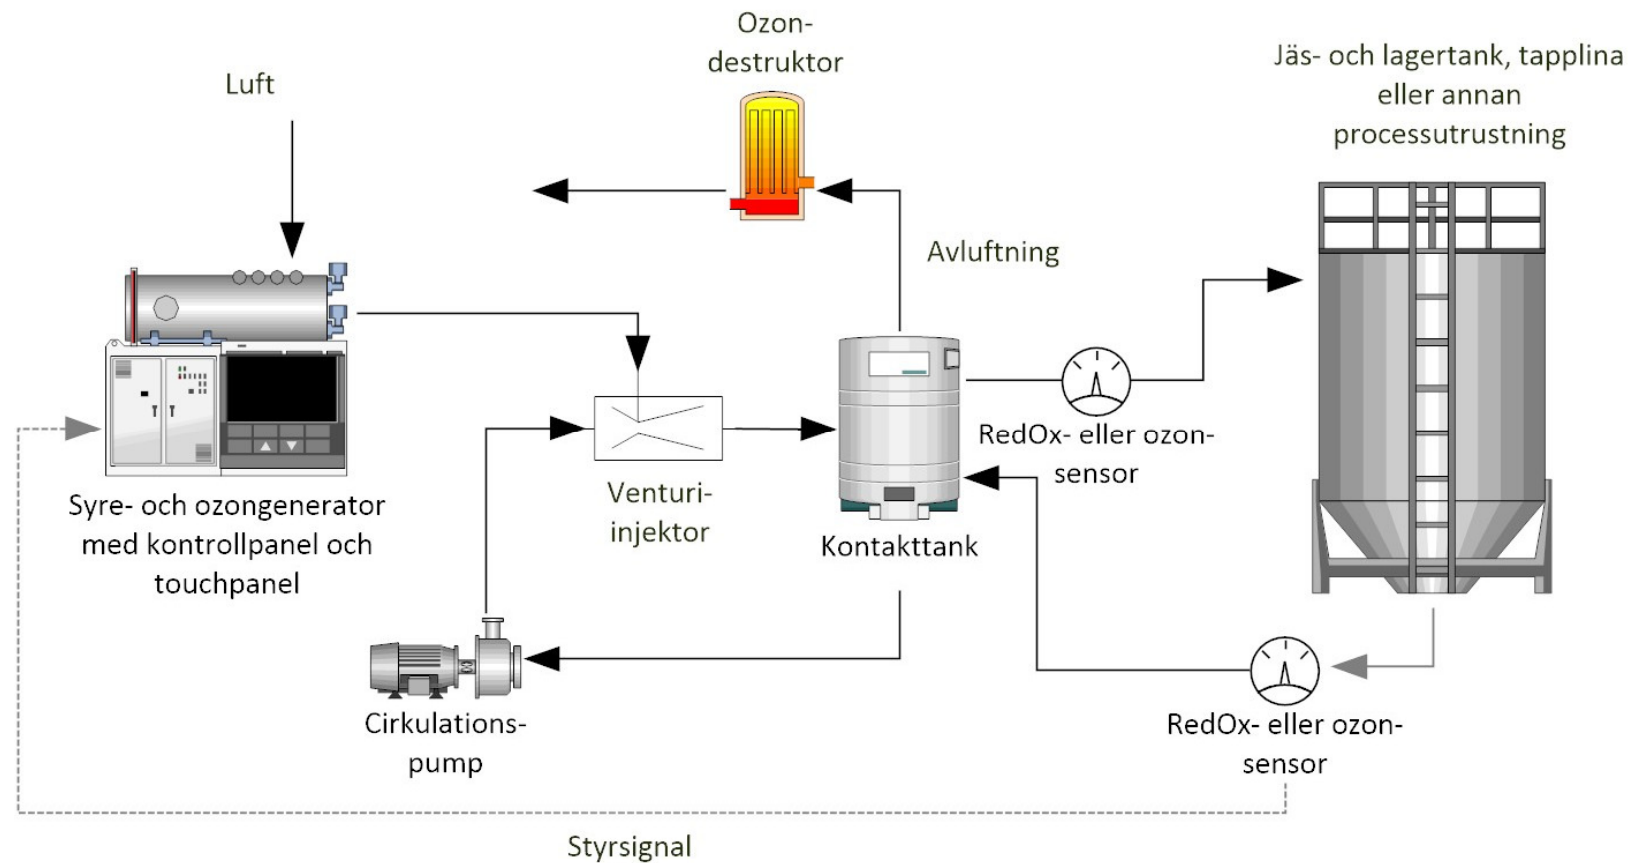 Ozon-
destruktor
Jäs- och lagertank, tapplina
eller annan
processutrustning
Luft
Avluftning
RedOx- eller ozon-
sensor
Venturi-
injektor
Syre- och ozongenerator
med kontrollpanel och
touchpanel
Kontakttank
Cirkulations-
pump
RedOx- eller ozon-
sensor
Styrsignal